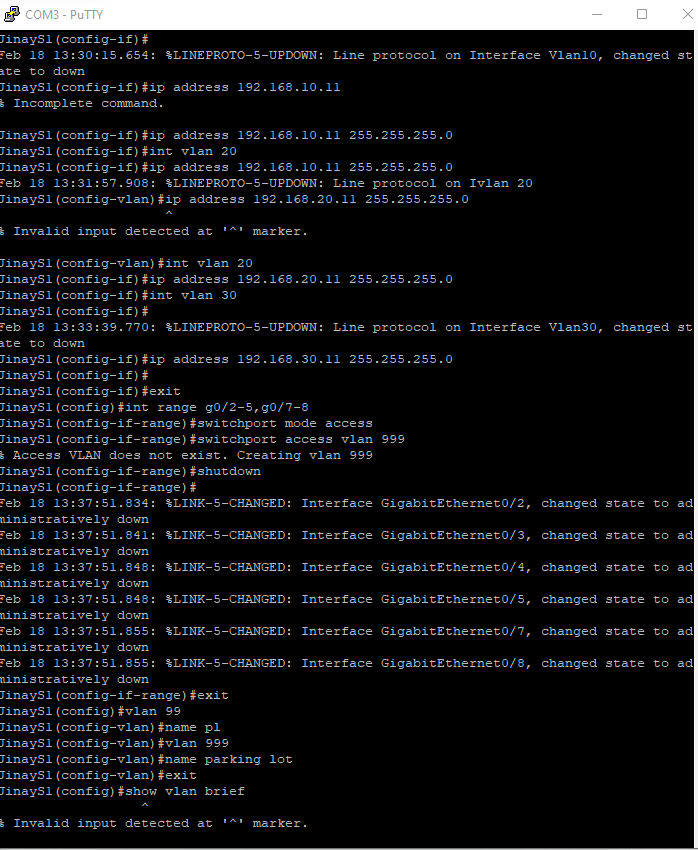 COM3 - PuTTY
JinayS1(config-if)#
Feb 18 13:30:15.654: %LINEPROTO-5-UPDOWN: Line protocol on Interface Vlan10, changed st
ate to down
JinayS1(config-if)#ip address 192.168.10.11
% Incomplete command.
JinayS1(config-if)#ip address 192.168.10.11 255.255.255.0
JinayS1(config-if)#int vlan 20
JinayS1(config-if)#ip address 192.168.10.11 255.255.255.0
Feb 18 13:31:57.908: %LINEPROTO-5-UPDOWN: Line protocol on Ivlan 20
JinayS1(config-vlan)#ip address 192.168.20.11 255.255.255.0
^
% Invalid input detected at '^' marker.
JinayS1(config-vlan)#int vlan 20
JinayS1(config-if)#ip address 192.168.20.11 255.255.255.0
JinayS1(config-if)#int vlan 30
JinayS1(config-if)#
Feb 18 13:33:39.770: %LINEPROTO-5-UPDOWN: Line protocol on Interface Vlan30, changed st
ate to down
JinayS1(config-if)#ip address 192.168.30.11 255.255.255.0
JinayS1(config-if)#
JinayS1(config-if)#exit
JinayS1(config)#int range g0/2-5,g0/7-8
JinayS1(config-if-range)#switchport mode access
JinayS1(config-if-range)#switchport access vlan 999
% Access VLAN does not exist. Creating vlan 999
JinayS1(config-if-range)#shutdown
JinayS1(config-if-range)#
Feb 18 13:37:51.834: %LINK-5-CHANGED: Interface GigabitEthernet0/2, changed state to ad
ministratively down
Feb 18 13:37:51.841: %LINK-5-CHANGED: Interface GigabitEthernet0/3, changed state to ad
ministratively down
Feb 18 13:37:51.848: %LINK-5-CHANGED: Interface GigabitEthernet0/4, changed state to ad
ministratively down
Feb 18 13:37:51.848: %LINK-5-CHANGED: Interface GigabitEthernet0/5, changed state to ad
ministratively down
Feb 18 13:37:51.855: %LINK-5-CHANGED: Interface GigabitEthernet0/7, changed state to ad
ministratively down
Feb 18 13:37:51.855: %LINK-5-CHANGED: Interface GigabitEthernet0/8, changed state to ad
ministratively down
JinayS1(config-if-range)#exit
JinayS1(config)#vlan 99
JinayS1(config-vlan)#name pl
JinayS1(config-vlan)#vlan 999
JinayS1(config-vlan)#name parking lot
JinayS1(config-vlan)#exit
JinayS1(config)#show vlan brief
^
% Invalid input detected at '^' marker.